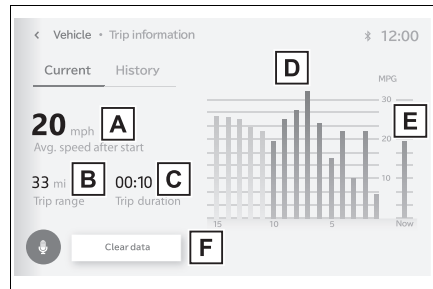 < Vehicle • Trip information 12:00
Current History
D
MPG
30
20 mph A
E
Avg. speed after start
20
33 mi B 00:10 C
Trip range Trip duration
10
15 10 5 Now
Clear data F